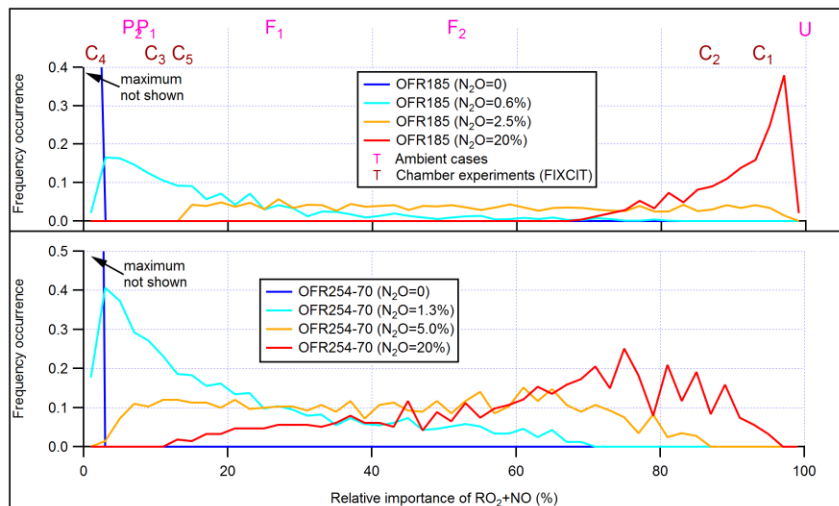 P₂P₁ F₁ F₂ U
C₄ C₃ C₅ C₂ C₁
0.4
0.3
0.2
0.1
0.0
Frequency occurrence
maximum
not shown
OFR185 (N₂O=0)
OFR185 (N₂O=0.6%)
OFR185 (N₂O=2.5%)
OFR185 (N₂O=20%)
T Ambient cases
T Chamber experiments (FIXCIT)
0.5
0.4
0.3
0.2
0.1
0.0
Frequency occurrence
maximum
not shown
OFR254-70 (N₂O=0)
OFR254-70 (N₂O=1.3%)
OFR254-70 (N₂O=5.0%)
OFR254-70 (N₂O=20%)
0 20 40 60 80 100
Relative importance of RO₂+NO (%)